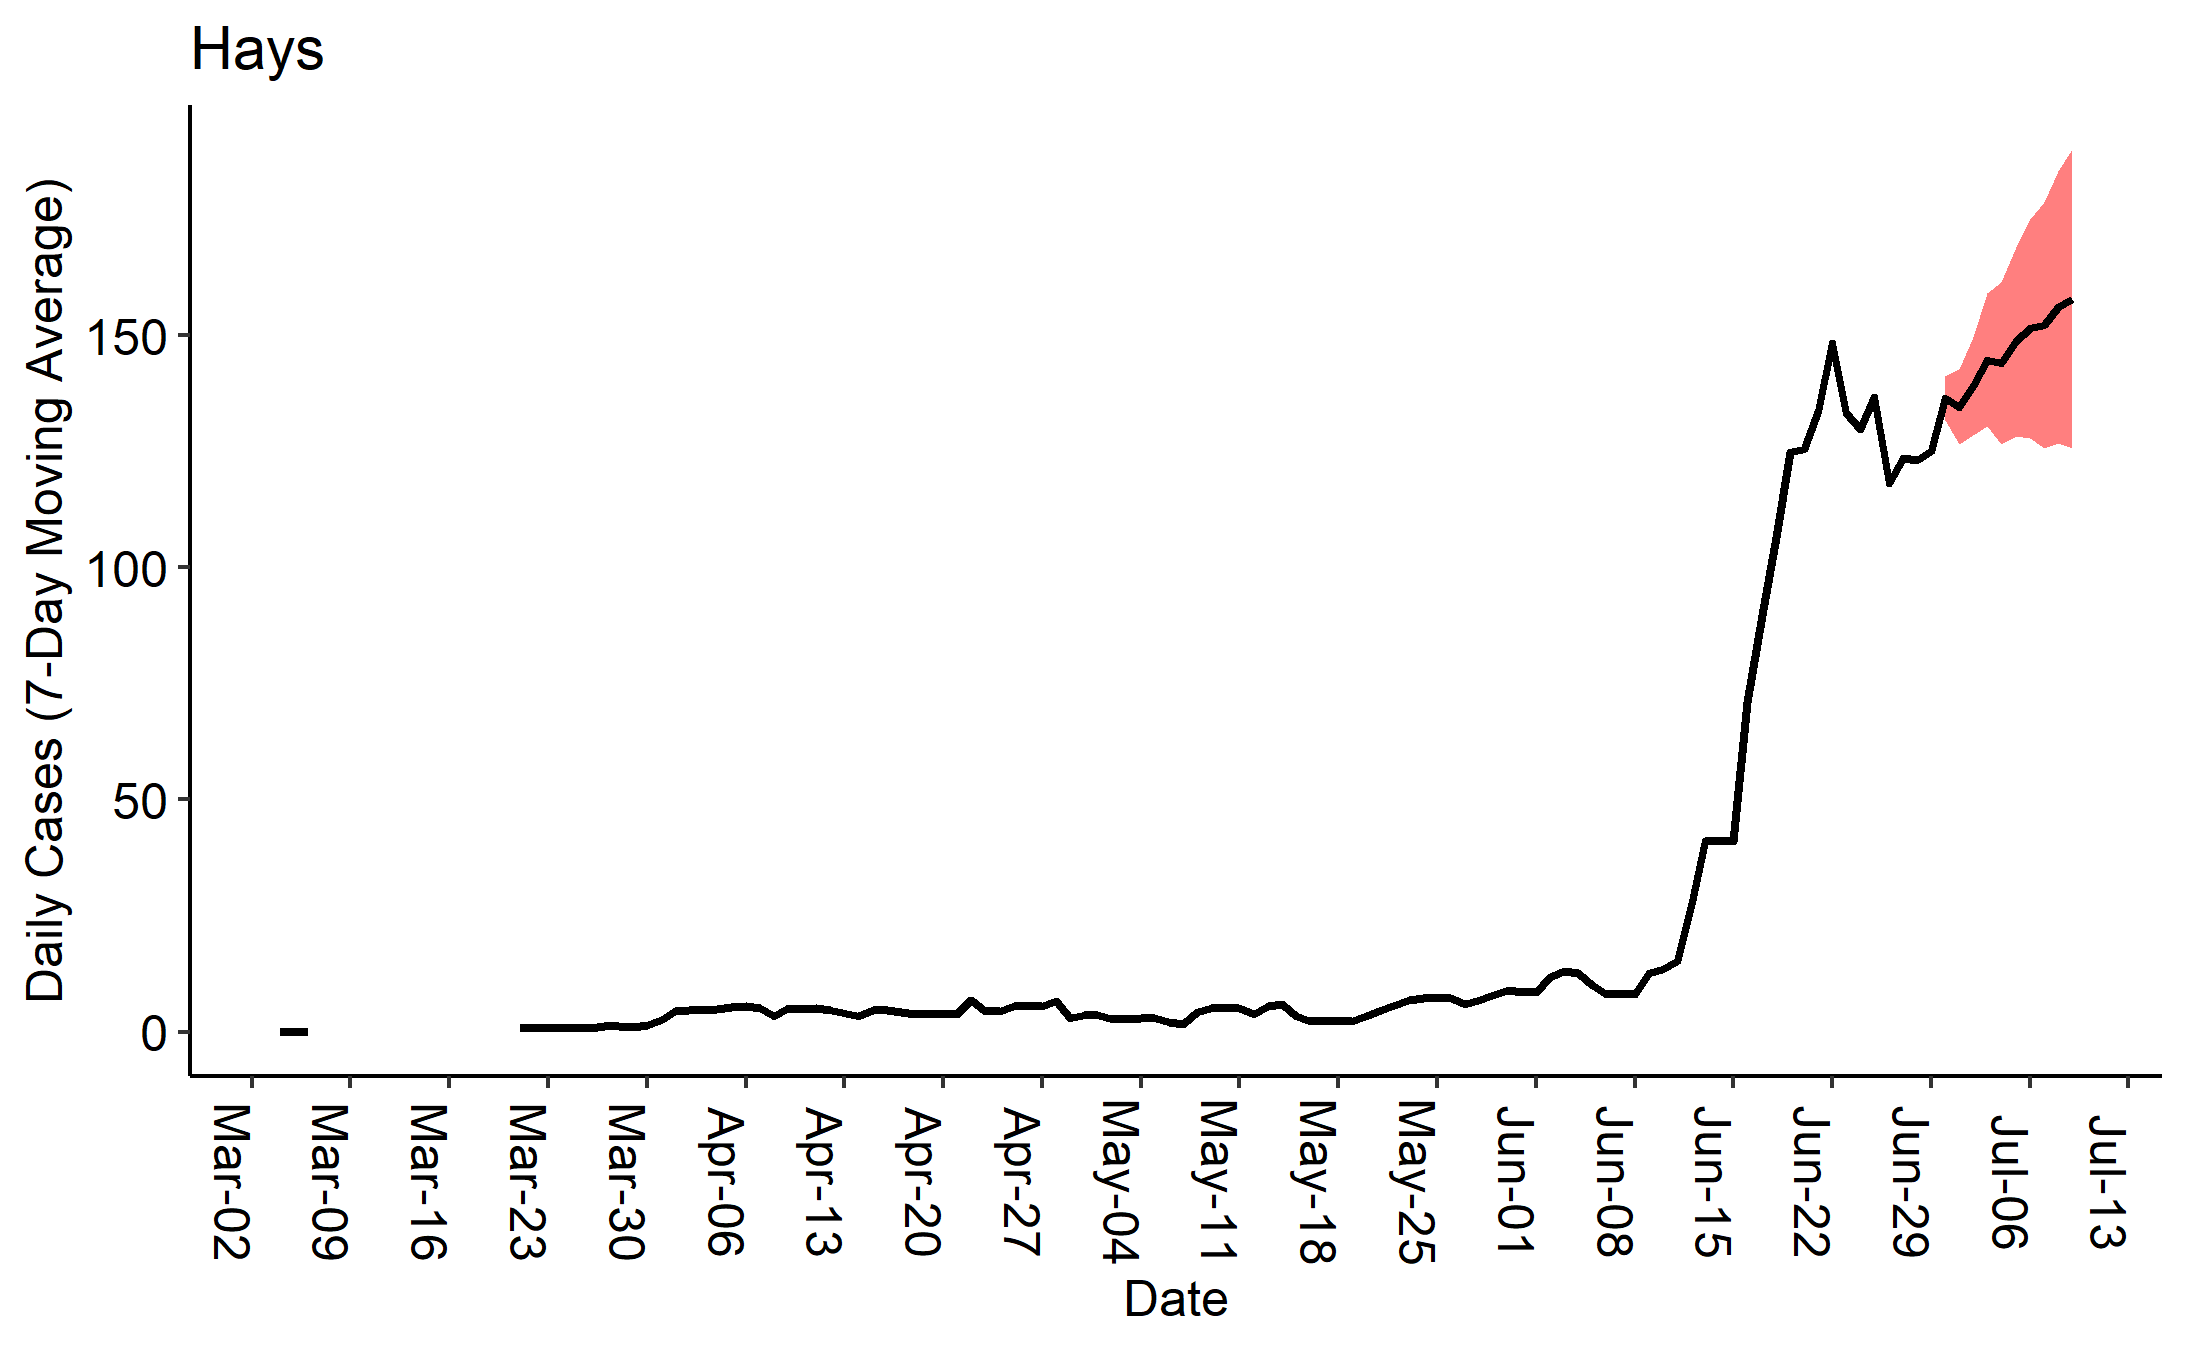 Hays
Daily Cases (7-Day Moving Average)
150
100
50
0
Mar-02
Mar-09
Mar-16
Mar-23
Mar-30
Apr-06
Apr-13
Apr-20
Apr-27
May-04
May-11
May-18
May-25
Jun-01
Jun-08
Jun-15
Jun-22
Jun-29
Jul-06
Jul-13
Date